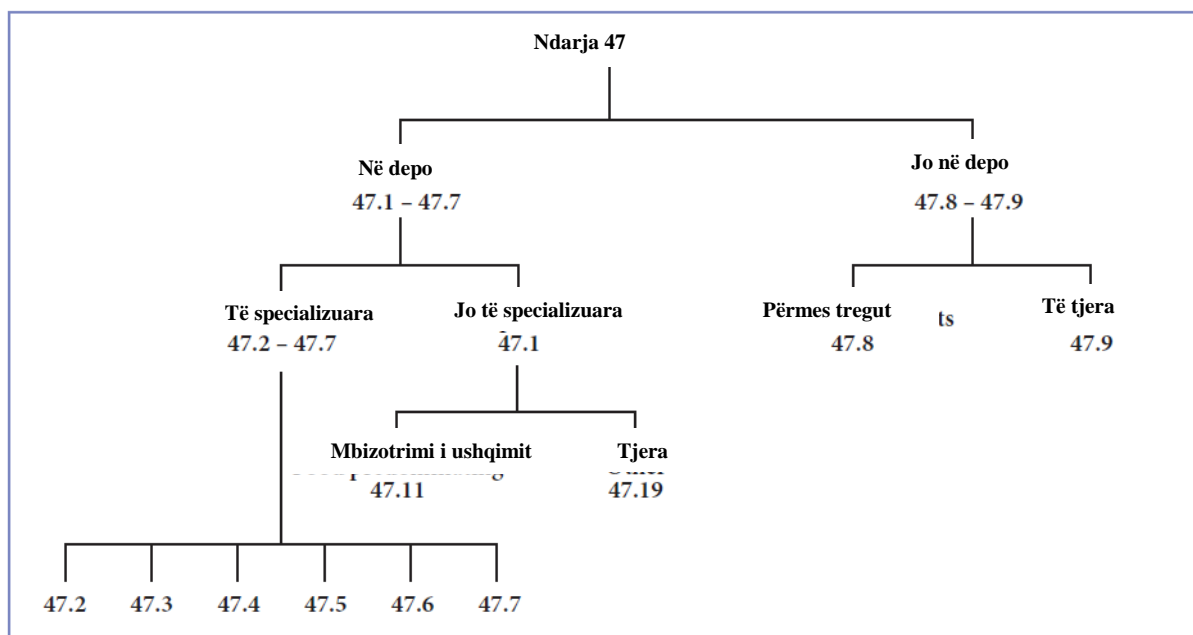 Ndarja 47
Në depo
47.1 – 47.7
Jo në depo
47.8 – 47.9
Të specializuara
47.2 – 47.7
Jo të specializuara
47.1
Përmes tregut
ts
47.8
Të tjera
47.9
Mbizotrimi i ushqimit
47.11
Tjera
47.19
47.2 47.3 47.4 47.5 47.6 47.7